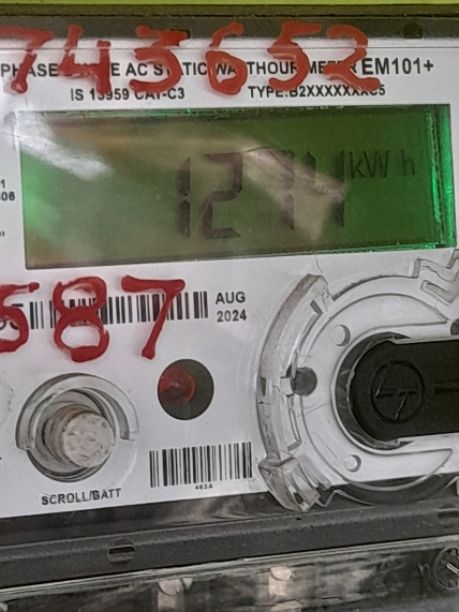 743652
PHASE AC STATIC WATTHOUR METER EM101+
IS 13959 CAT-C3 TYPE:B2XXXXXXXC5
1274 kWh
587
AUG
2024
SCROLL/BATT